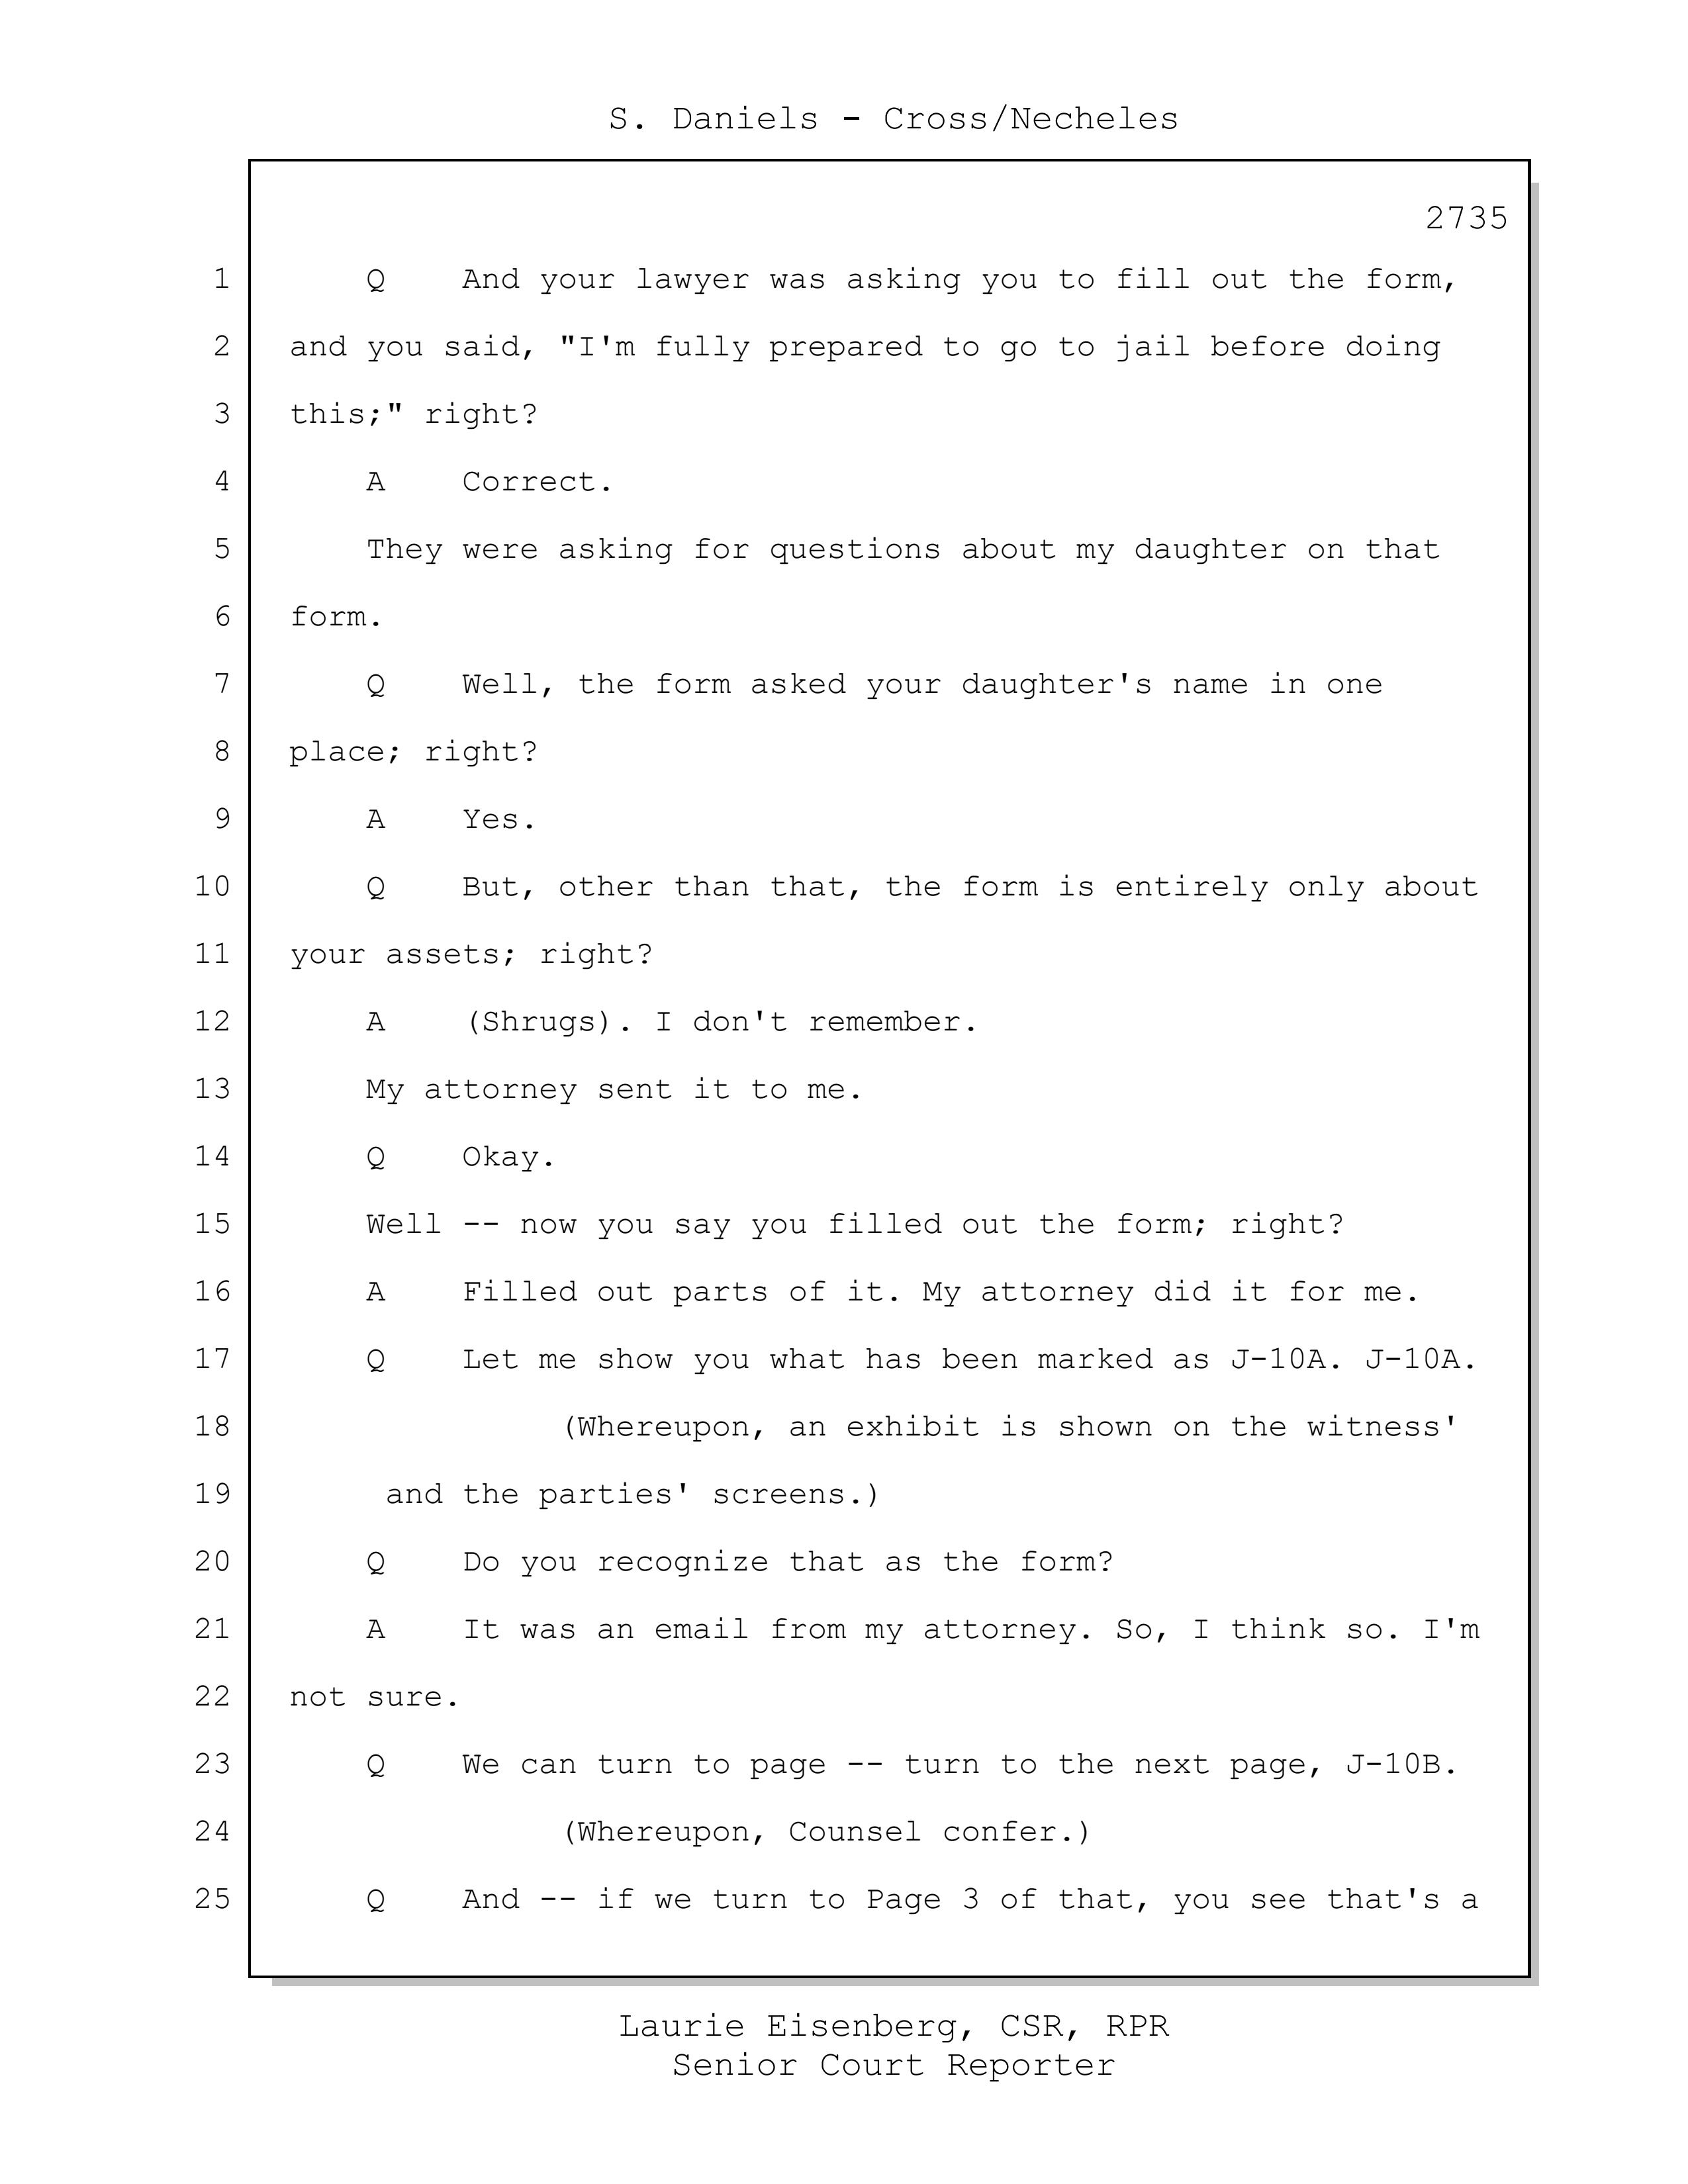 S. Daniels - Cross/Necheles
2735
1 Q And your lawyer was asking you to fill out the form,
2 and you said, "I'm fully prepared to go to jail before doing
3 this;" right?
4 A Correct.
5 They were asking for questions about my daughter on that
6 form.
7 Q Well, the form asked your daughter's name in one
8 place; right?
9 A Yes.
10 Q But, other than that, the form is entirely only about
11 your assets; right?
12 A (Shrugs). I don't remember.
13 My attorney sent it to me.
14 Q Okay.
15 Well -- now you say you filled out the form; right?
16 A Filled out parts of it. My attorney did it for me.
17 Q Let me show you what has been marked as J-10A. J-10A.
18 (Whereupon, an exhibit is shown on the witness'
19 and the parties' screens.)
20 Q Do you recognize that as the form?
21 A It was an email from my attorney. So, I think so. I'm
22 not sure.
23 Q We can turn to page -- turn to the next page, J-10B.
24 (Whereupon, Counsel confer.)
25 Q And -- if we turn to Page 3 of that, you see that's a
Laurie Eisenberg, CSR, RPR
Senior Court Reporter